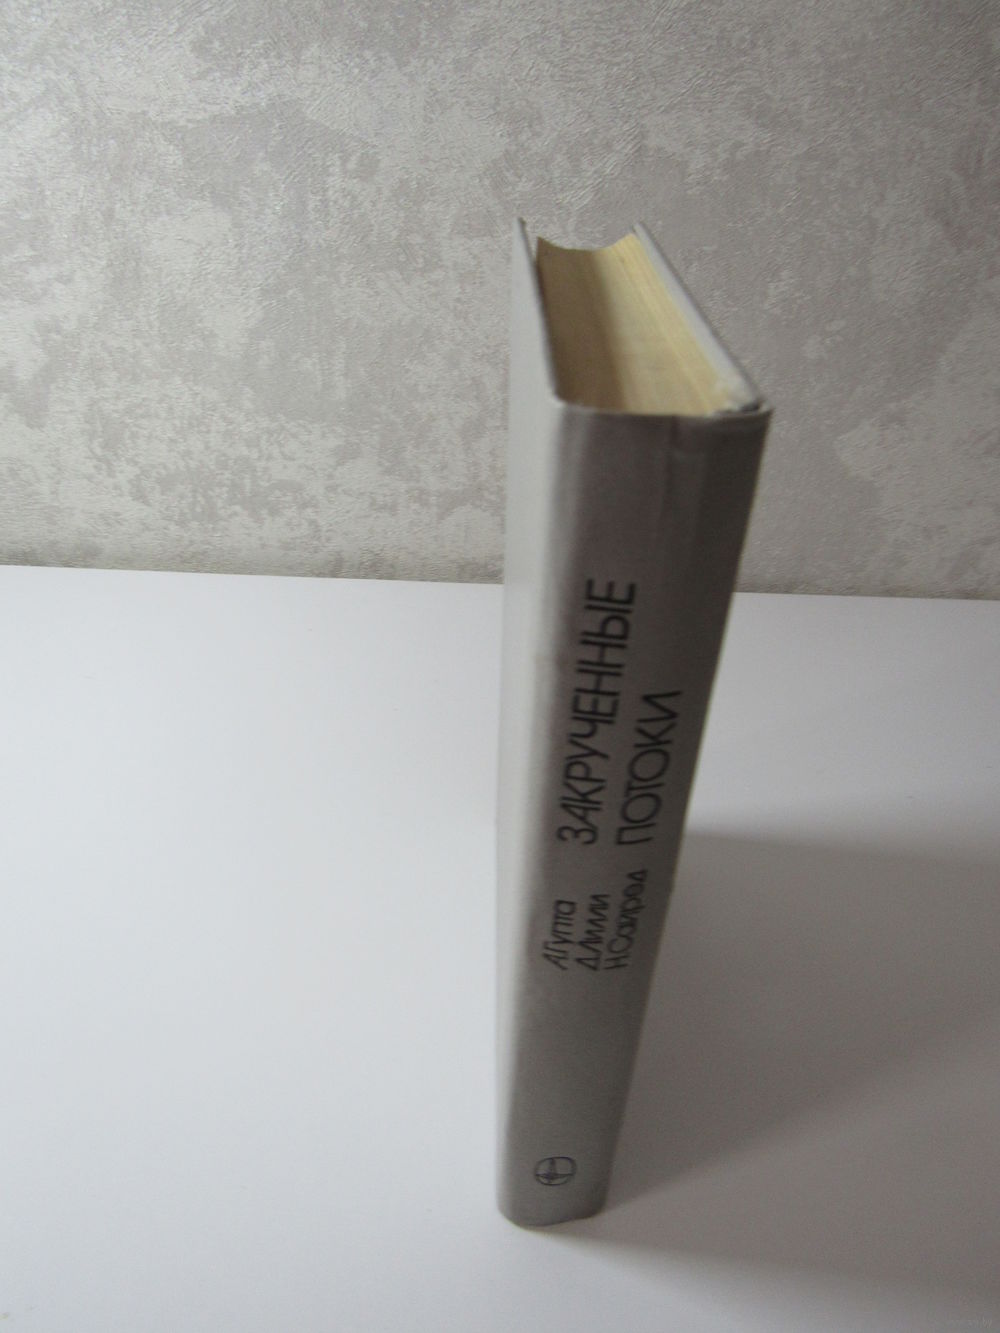 А.Гупта
Д.Лилли
Н.Сайред
ЗАКРУЧЕННЫЕ
ПОТОКИ